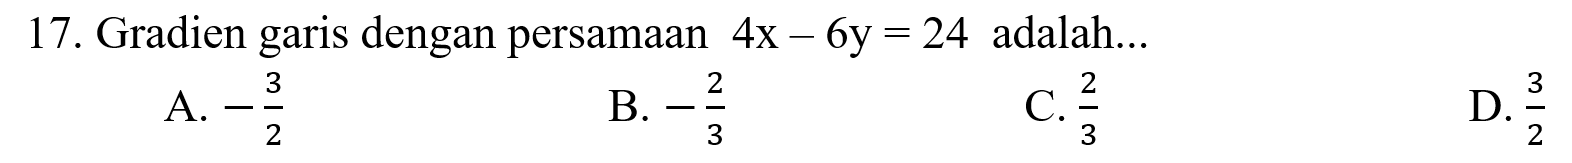 17. Gradien garis dengan persamaan 4x – 6y = 24 adalah...
A. −3/2 B. −2/3 C. 2/3 D. 3/2